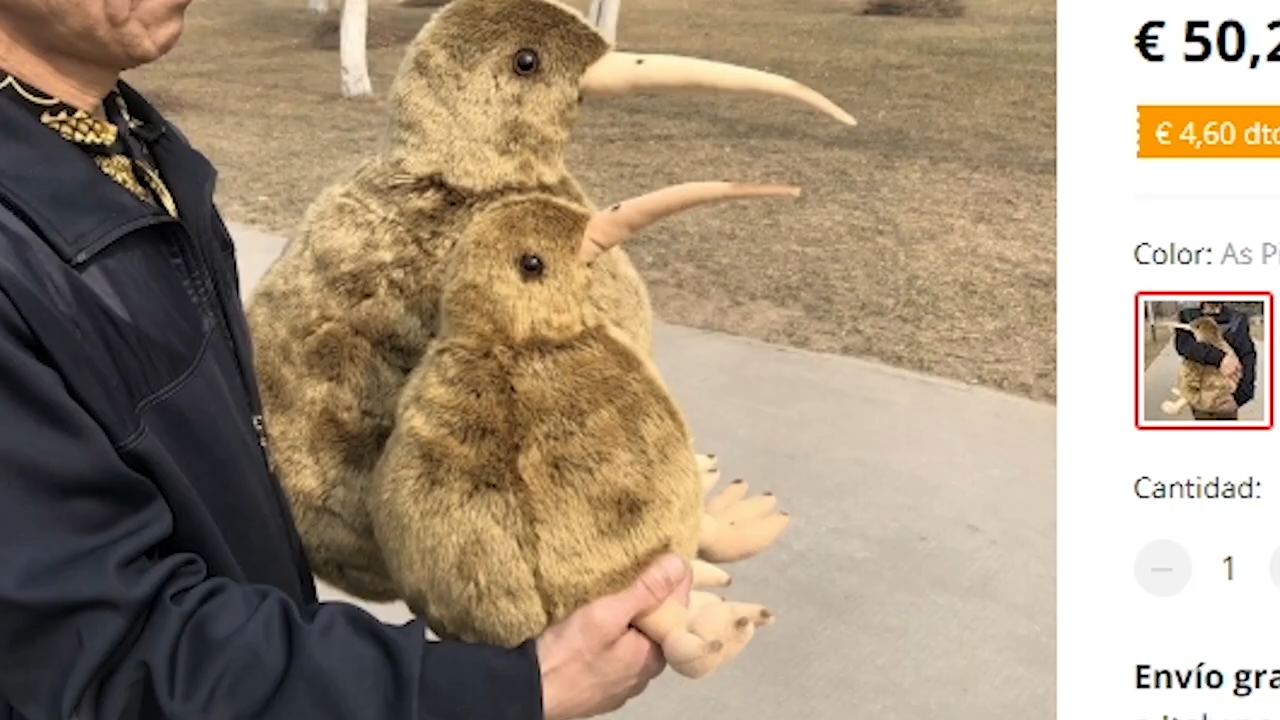 € 50,2
€ 4,60 dto
Color: As P
Cantidad:
1
Envío gra